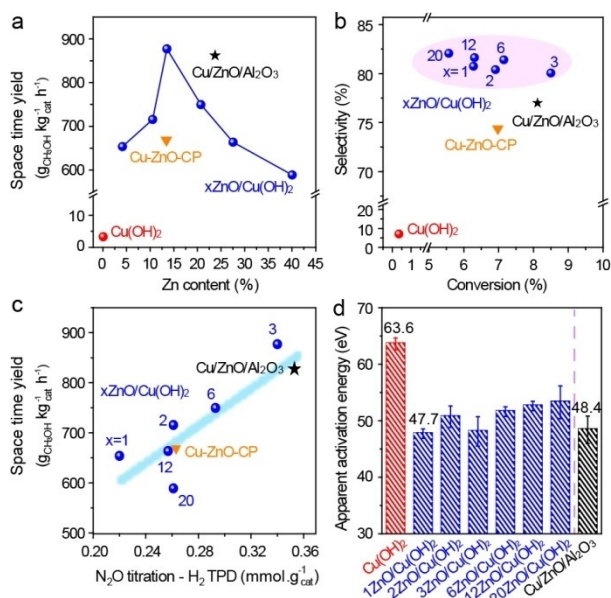 a
Space time yield
(gCH₃OH kg⁻¹cat h⁻¹)
900
850
800
750
700
650
600
10
5
0
Cu/ZnO/Al₂O₃
Cu-ZnO-CP
xZnO/Cu(OH)₂
Cu(OH)₂
0 5 10 15 20 25 30 35 40 45
Zn content (%)
b
Selectivity (%)
85
80
75
20
10
0
20 12 6 3
x= 1 2
xZnO/Cu(OH)₂
Cu/ZnO/Al₂O₃
Cu-ZnO-CP
Cu(OH)₂
0 5 6 7 8 9 10
Conversion (%)
c
Space time yield
(gCH₃OH kg⁻¹cat h⁻¹)
900
800
700
600
500
3
Cu/ZnO/Al₂O₃
xZnO/Cu(OH)₂
6
2
x=1
Cu-ZnO-CP
12
20
0.20 0.24 0.28 0.32 0.36
N₂O titration - H₂ TPD (mmol.g⁻¹cat)
d
Apparent activation energy (eV)
70
60
50
40
30
63.6
47.7
48.4
Cu(OH)₂
1ZnO/Cu(OH)₂
2ZnO/Cu(OH)₂
3ZnO/Cu(OH)₂
6ZnO/Cu(OH)₂
12ZnO/Cu(OH)₂
20ZnO/Cu(OH)₂
Cu/ZnO/Al₂O₃